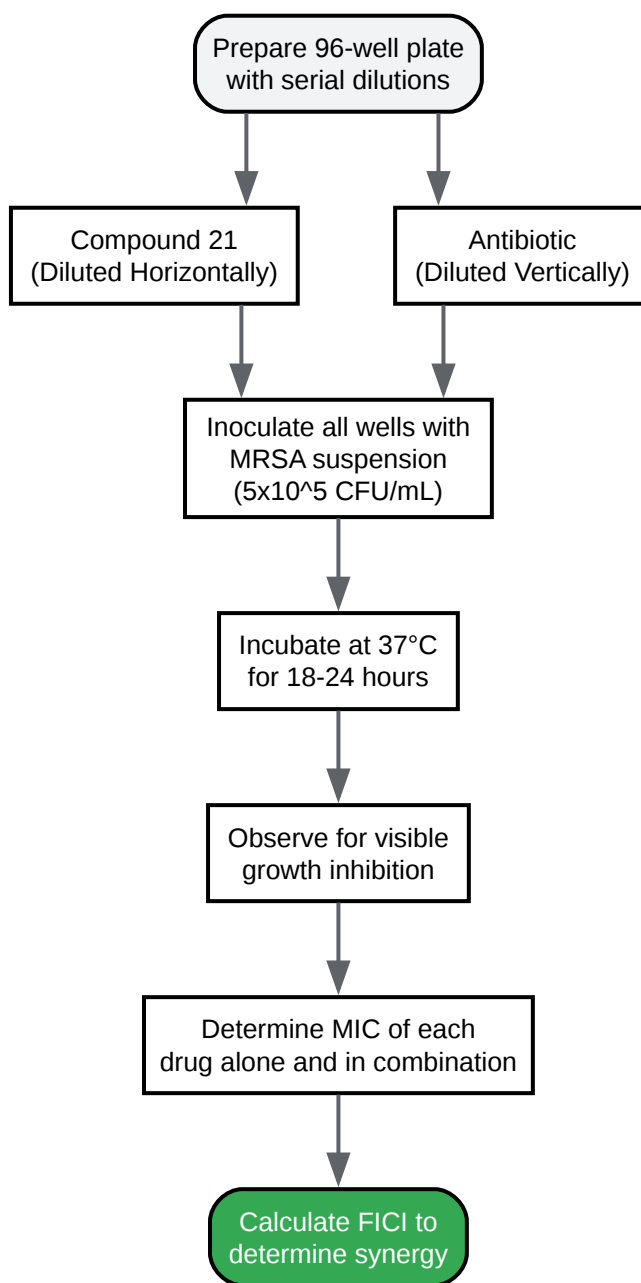 Prepare 96-well plate
with serial dilutions
Compound 21
(Diluted Horizontally)
Antibiotic
(Diluted Vertically)
Inoculate all wells with
MRSA suspension
(5x10^5 CFU/mL)
Incubate at 37°C
for 18-24 hours
Observe for visible
growth inhibition
Determine MIC of each
drug alone and in combination
Calculate FICI to
determine synergy